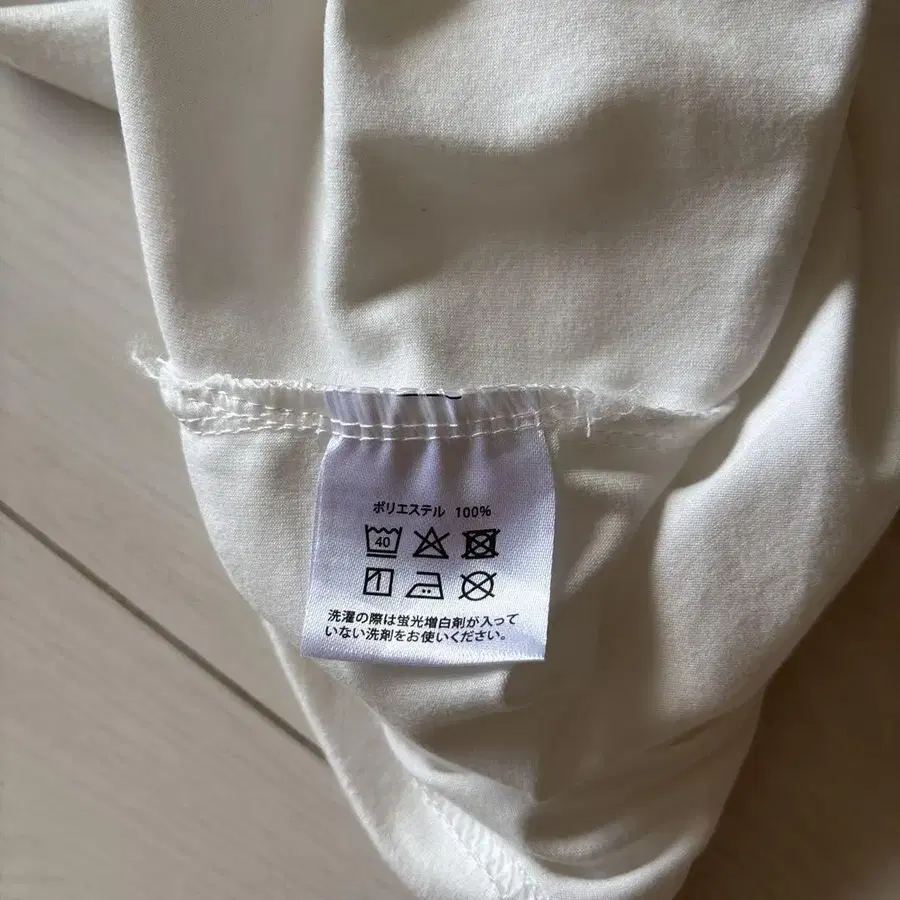 ポリエステル 100%
40
洗濯の際は蛍光増白剤が入って
いない洗剤をお使いください。